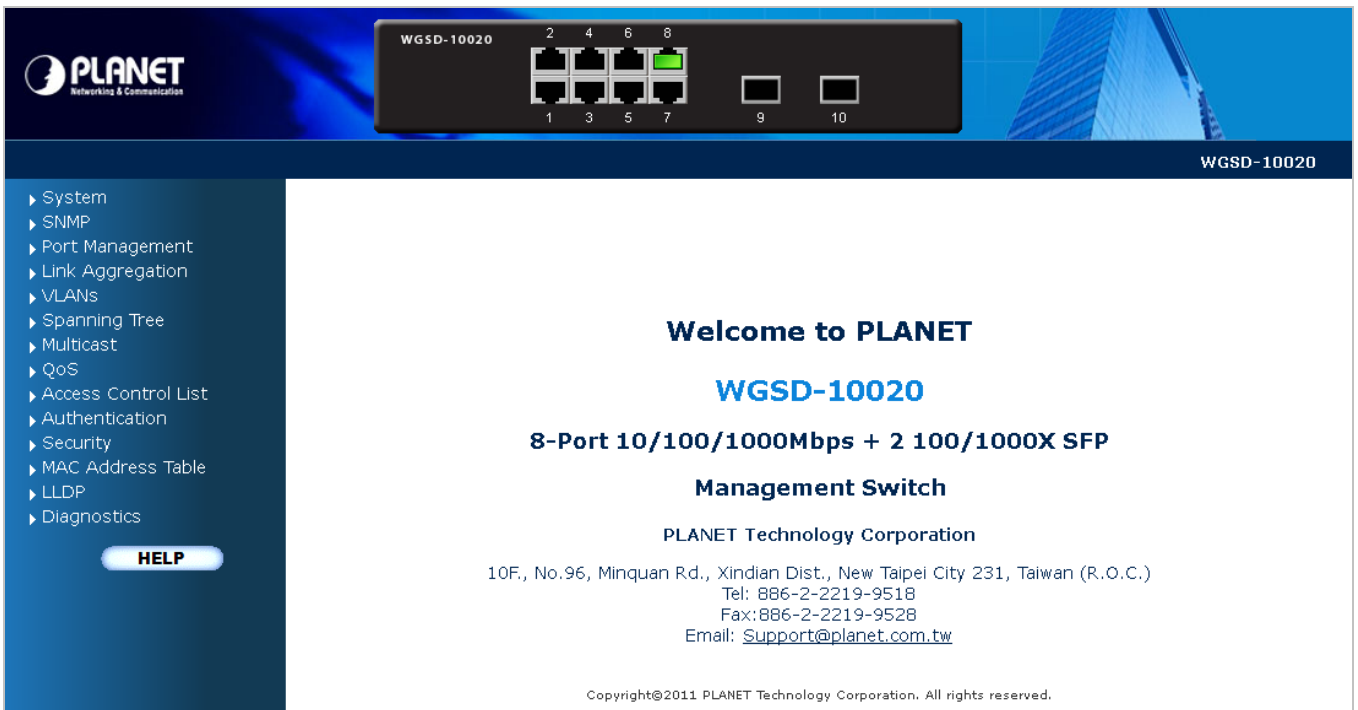 PLANET
Networking & Communication
WGSD-10020
2 4 6 8
1 3 5 7 9 10
WGSD-10020
System
SNMP
Port Management
Link Aggregation
VLANs
Spanning Tree
Multicast
QoS
Access Control List
Authentication
Security
MAC Address Table
LLDP
Diagnostics
HELP
Welcome to PLANET
WGSD-10020
8-Port 10/100/1000Mbps + 2 100/1000X SFP
Management Switch
PLANET Technology Corporation
10F., No.96, Minquan Rd., Xindian Dist., New Taipei City 231, Taiwan (R.O.C.)
Tel: 886-2-2219-9518
Fax:886-2-2219-9528
Email: Support@planet.com.tw
Copyright@2011 PLANET Technology Corporation. All rights reserved.